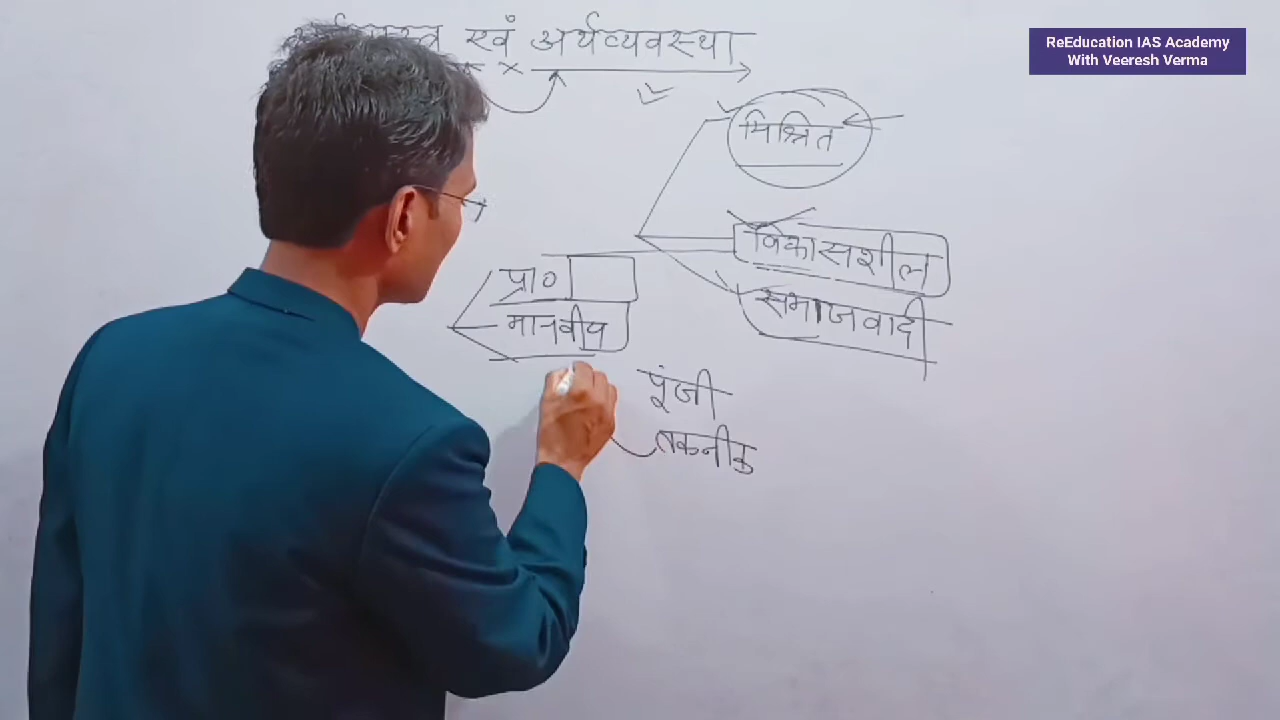 एवं अर्थव्यवस्था
ReEducation IAS Academy
With Veeresh Verma
मिश्रित
विकासशील
समाजवादी
प्रा०
मानवीय
पूंजी
तकनीक